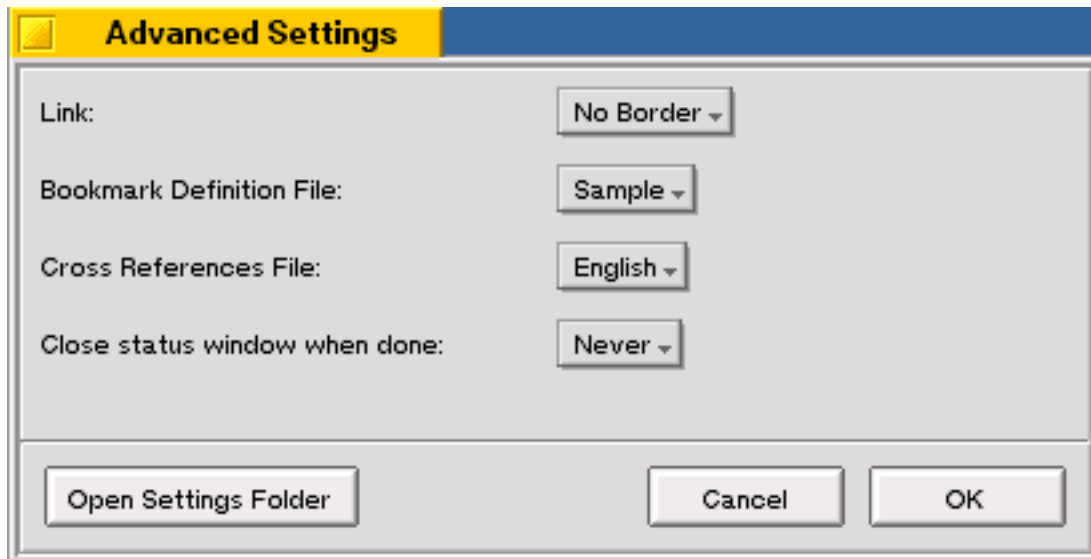 Advanced Settings
Link: No Border
Bookmark Definition File: Sample
Cross References File: English
Close status window when done: Never
Open Settings Folder Cancel OK